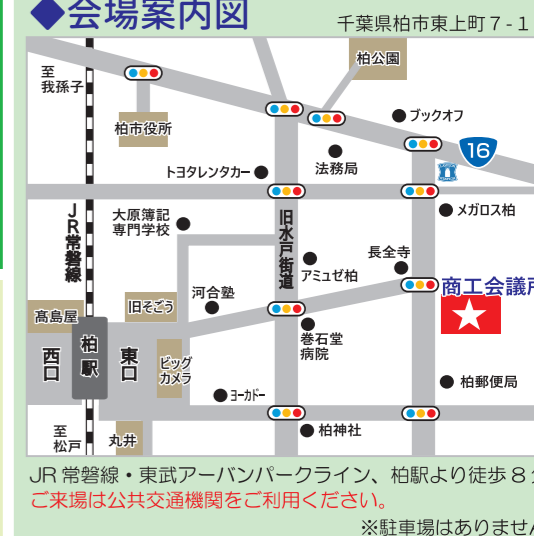 ◆会場案内図
千葉県柏市東上町7-1
至
我孫子
柏公園
柏市役所
ブックオフ
16
トヨタレンタカー
法務局
JR常磐線
大原簿記
専門学校
旧水戸街道
メガロス柏
長全寺
アミュゼ柏
商工会議所
河合塾
旧そごう
髙島屋
巻石堂
病院
西口
柏駅
東口
ビッグ
カメラ
柏郵便局
ヨーカドー
至
松戸
丸井
柏神社
JR常磐線・東武アーバンパークライン、柏駅より徒歩8分
ご来場は公共交通機関をご利用ください。
※駐車場はありません